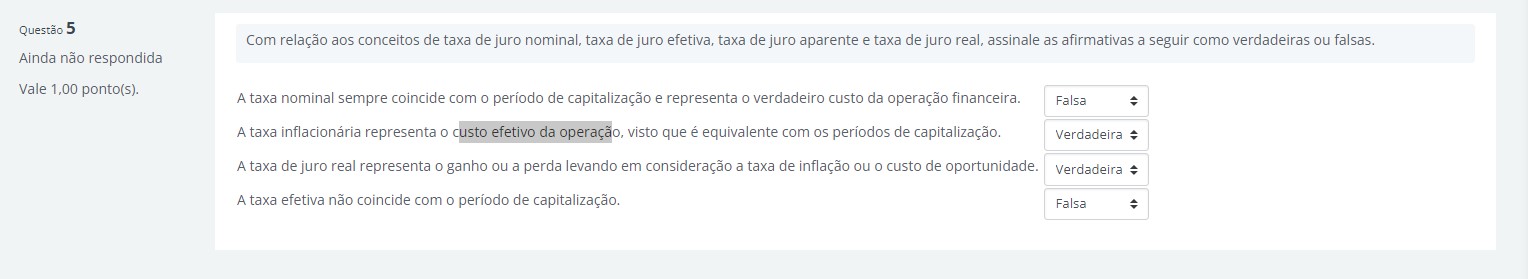 Questão 5
Ainda não respondida
Vale 1,00 ponto(s).
Com relação aos conceitos de taxa de juro nominal, taxa de juro efetiva, taxa de juro aparente e taxa de juro real, assinale as afirmativas a seguir como verdadeiras ou falsas.
A taxa nominal sempre coincide com o período de capitalização e representa o verdadeiro custo da operação financeira. Falsa
A taxa inflacionária representa o custo efetivo da operação, visto que é equivalente com os períodos de capitalização. Verdadeira
A taxa de juro real representa o ganho ou a perda levando em consideração a taxa de inflação ou o custo de oportunidade. Verdadeira
A taxa efetiva não coincide com o período de capitalização. Falsa